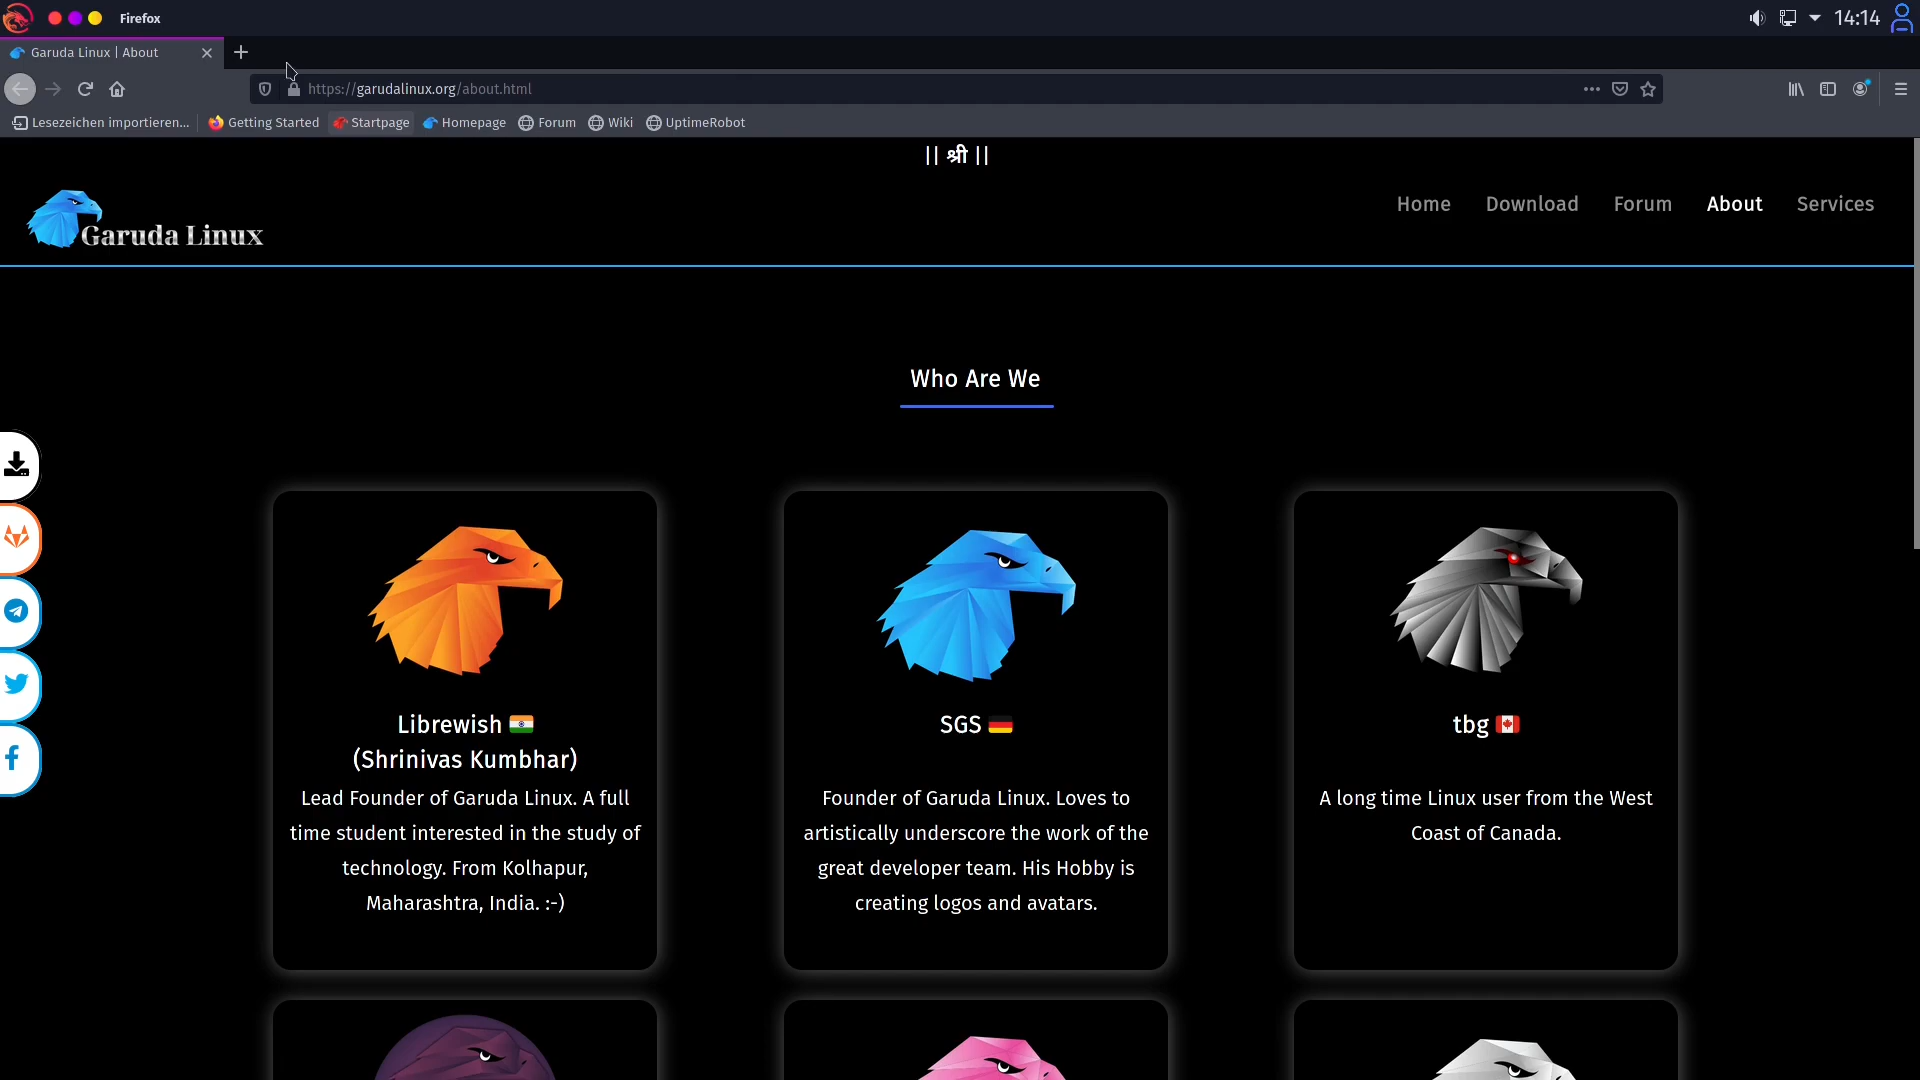 Firefox
14:14
Garuda Linux | About
https://garudalinux.org/about.html
Lesezeichen importieren...
Getting Started
Startpage
Homepage
Forum
Wiki
UptimeRobot
|| श्री ||
Garuda Linux
Home
Download
Forum
About
Services
Who Are We
Librewish
(Shrinivas Kumbhar)
Lead Founder of Garuda Linux. A full
time student interested in the study of
technology. From Kolhapur,
Maharashtra, India. :-)
SGS
Founder of Garuda Linux. Loves to
artistically underscore the work of the
great developer team. His Hobby is
creating logos and avatars.
tbg
A long time Linux user from the West
Coast of Canada.